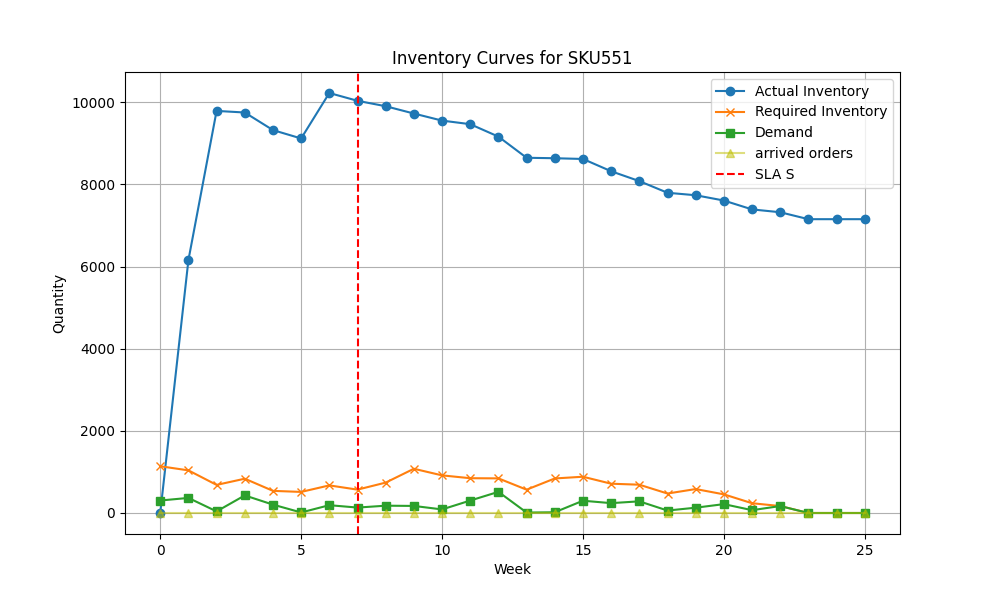 Inventory Curves for SKU551
Actual Inventory
Required Inventory
Demand
arrived orders
SLA S
10000
8000
6000
4000
2000
0
Quantity
0 5 10 15 20 25
Week